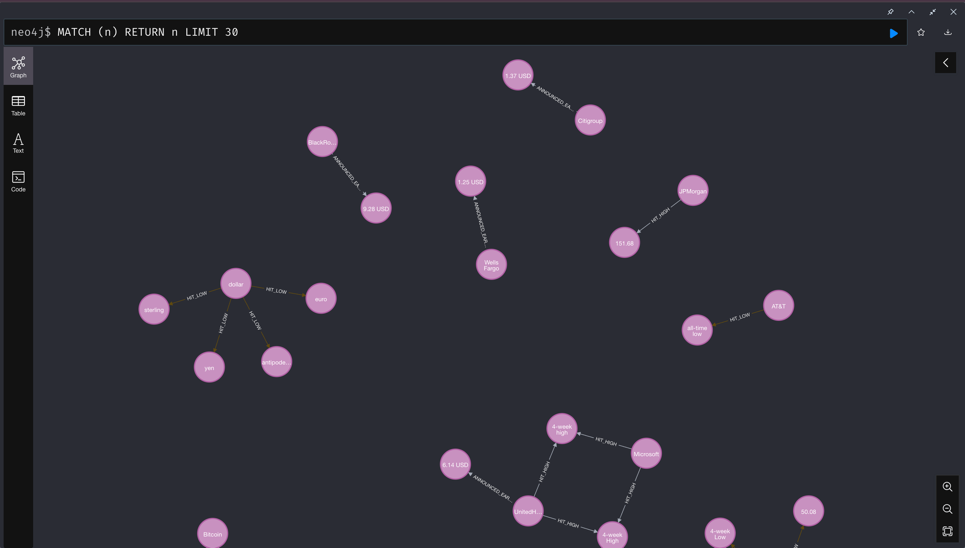 neo4j$ MATCH (n) RETURN n LIMIT 30
Graph
Table
Text
Code
1.37 USD
ANNOUNCED_EA...
Citigroup
BlackRo...
ANNOUNCED_EA...
9.28 USD
1.25 USD
ANNOUNCED_EAR...
Wells
Fargo
JPMorgan
HIT_HIGH
151.68
dollar
HIT_LOW
sterling
HIT_LOW
euro
HIT_LOW
yen
HIT_LOW
antipode...
AT&T
HIT_LOW
all-time
low
4-week
high
HIT_HIGH
Microsoft
6.14 USD
ANNOUNCED_EAR...
HIT_HIGH
HIT_HIGH
UnitedH...
HIT_HIGH
4-week
High
Bitcoin
4-week
Low
50.08